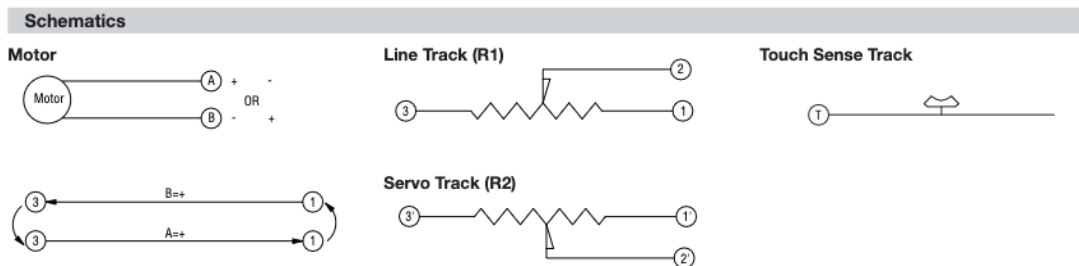 Schematics
Motor
Motor
A + -
OR
B - +
3 B=+ 1
3 A=+ 1
Line Track (R1)
2
3 1
Servo Track (R2)
3' 1'
2'
Touch Sense Track
T